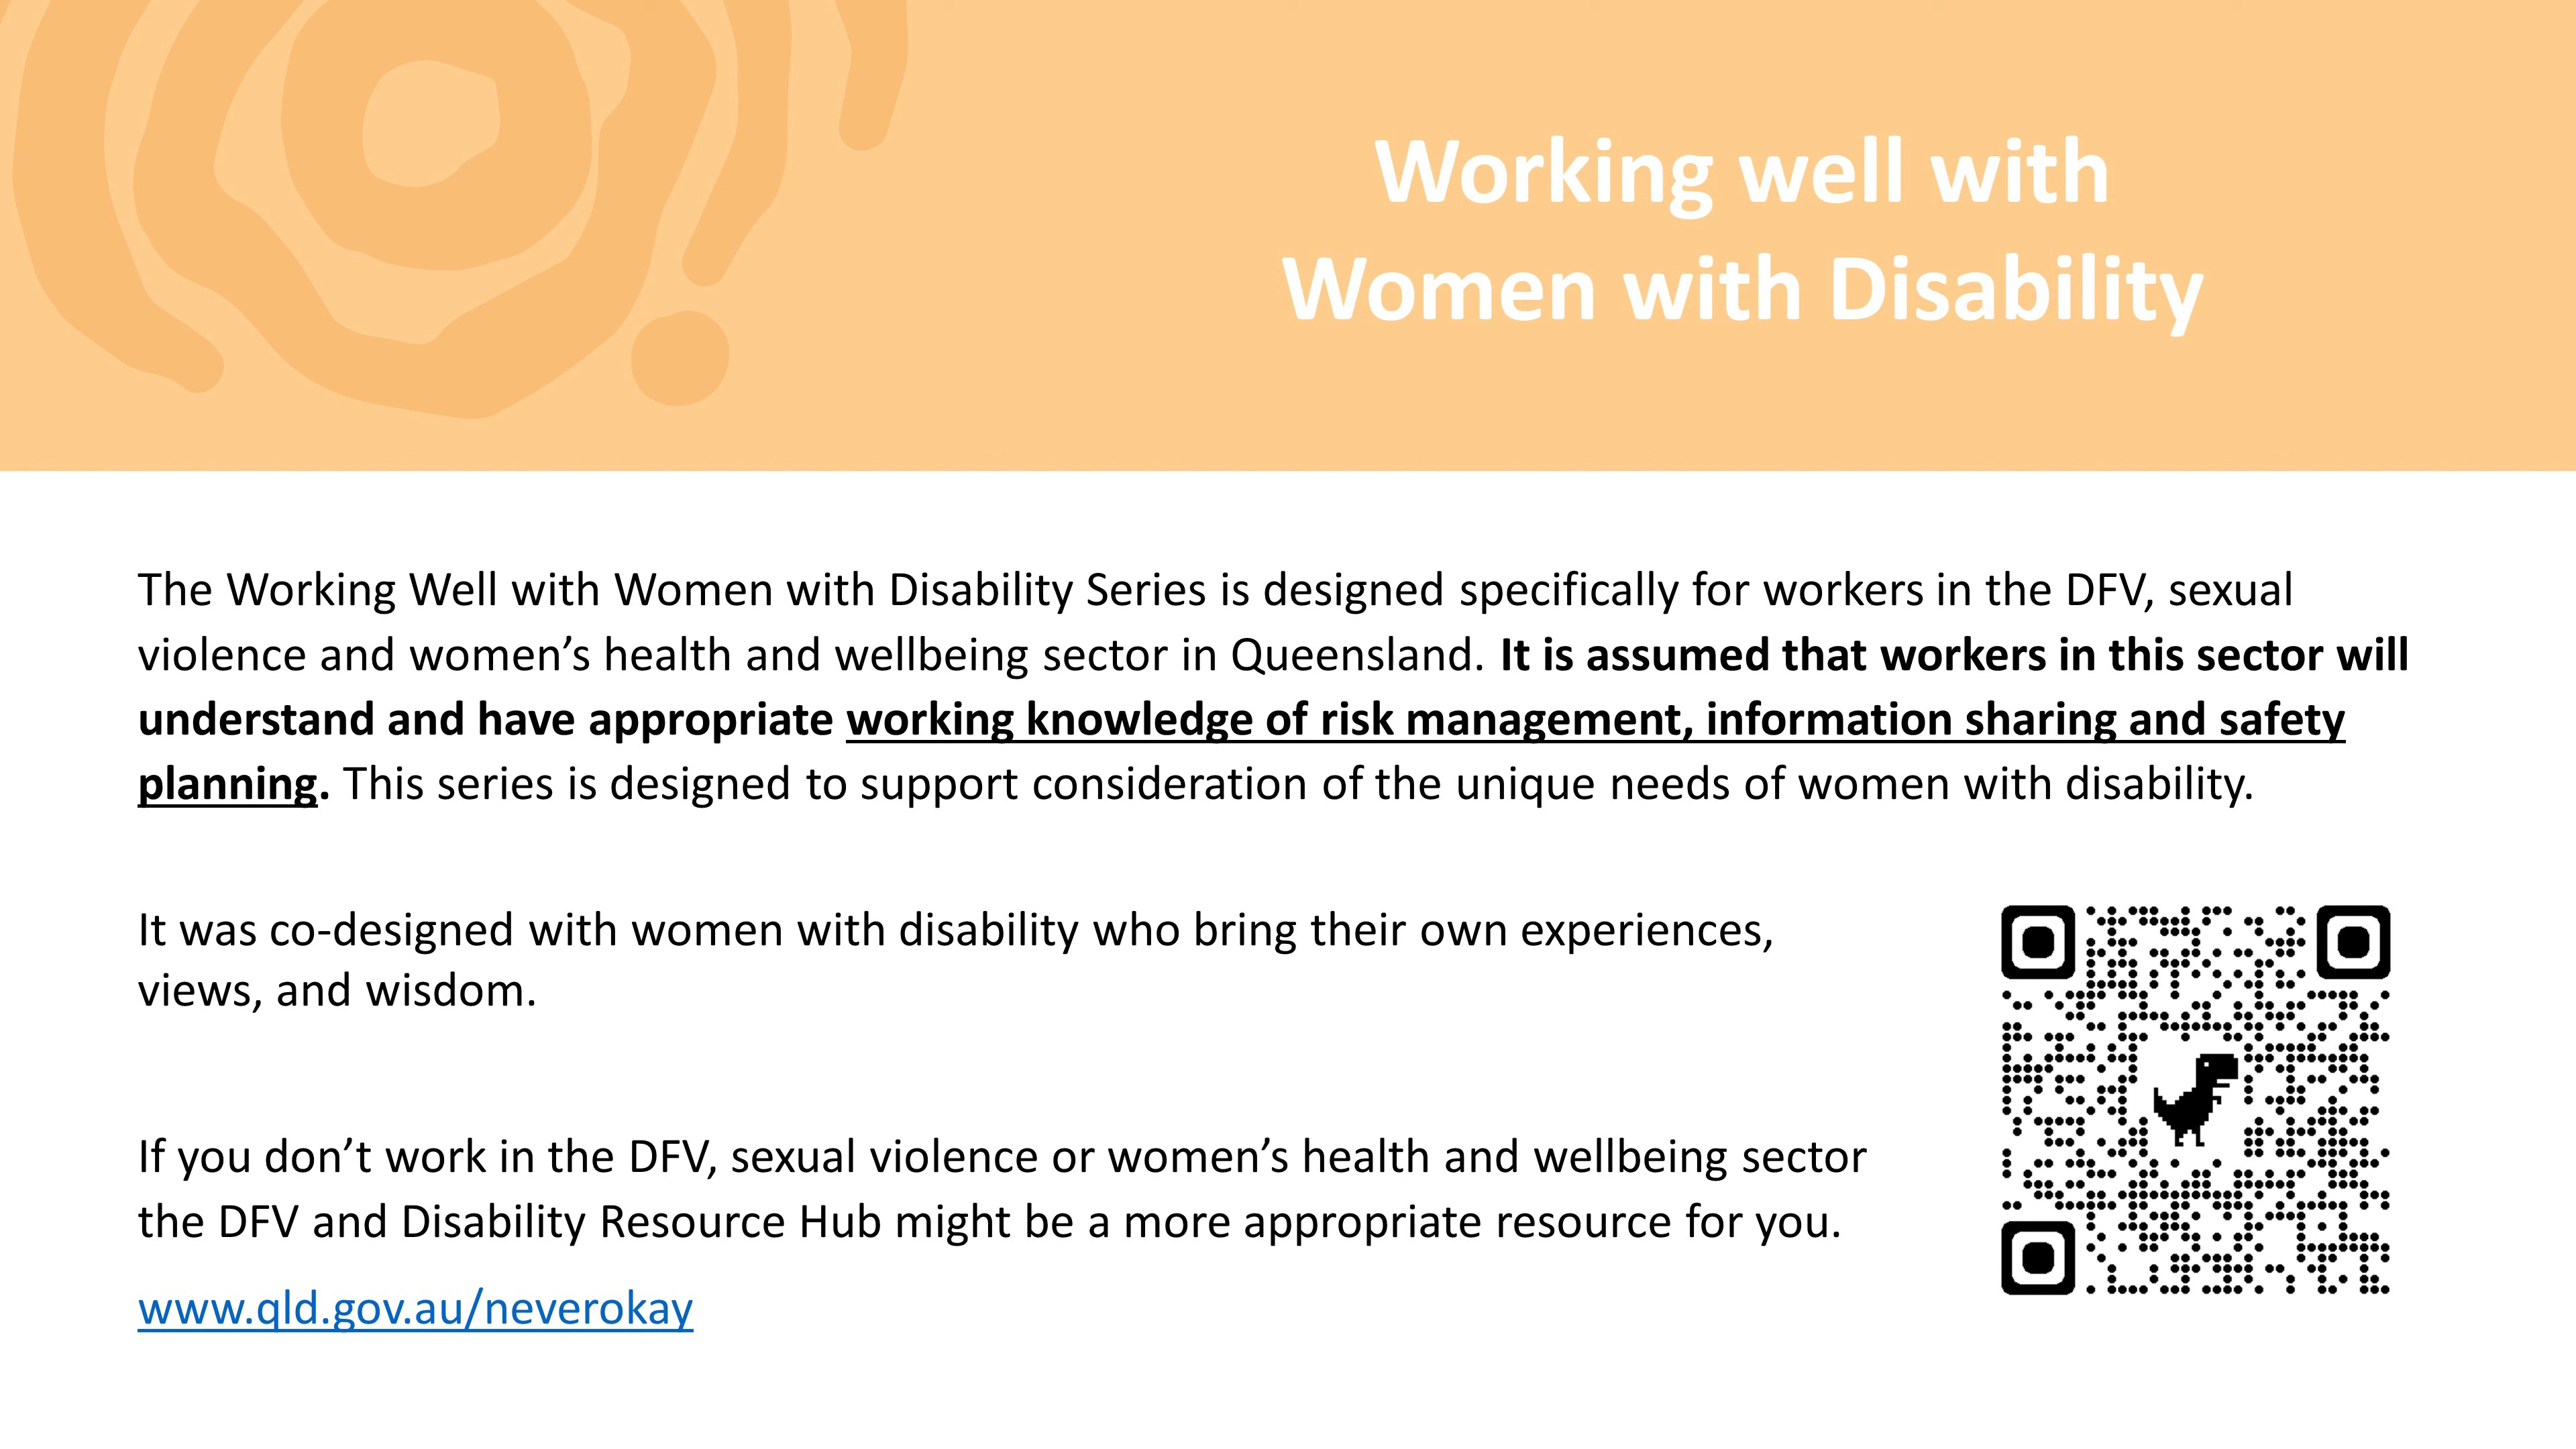 Working well with
Women with Disability
The Working Well with Women with Disability Series is designed specifically for workers in the DFV, sexual
violence and women’s health and wellbeing sector in Queensland. It is assumed that workers in this sector will
understand and have appropriate working knowledge of risk management, information sharing and safety
planning. This series is designed to support consideration of the unique needs of women with disability.
It was co-designed with women with disability who bring their own experiences,
views, and wisdom.
If you don’t work in the DFV, sexual violence or women’s health and wellbeing sector
the DFV and Disability Resource Hub might be a more appropriate resource for you.
www.qld.gov.au/neverokay